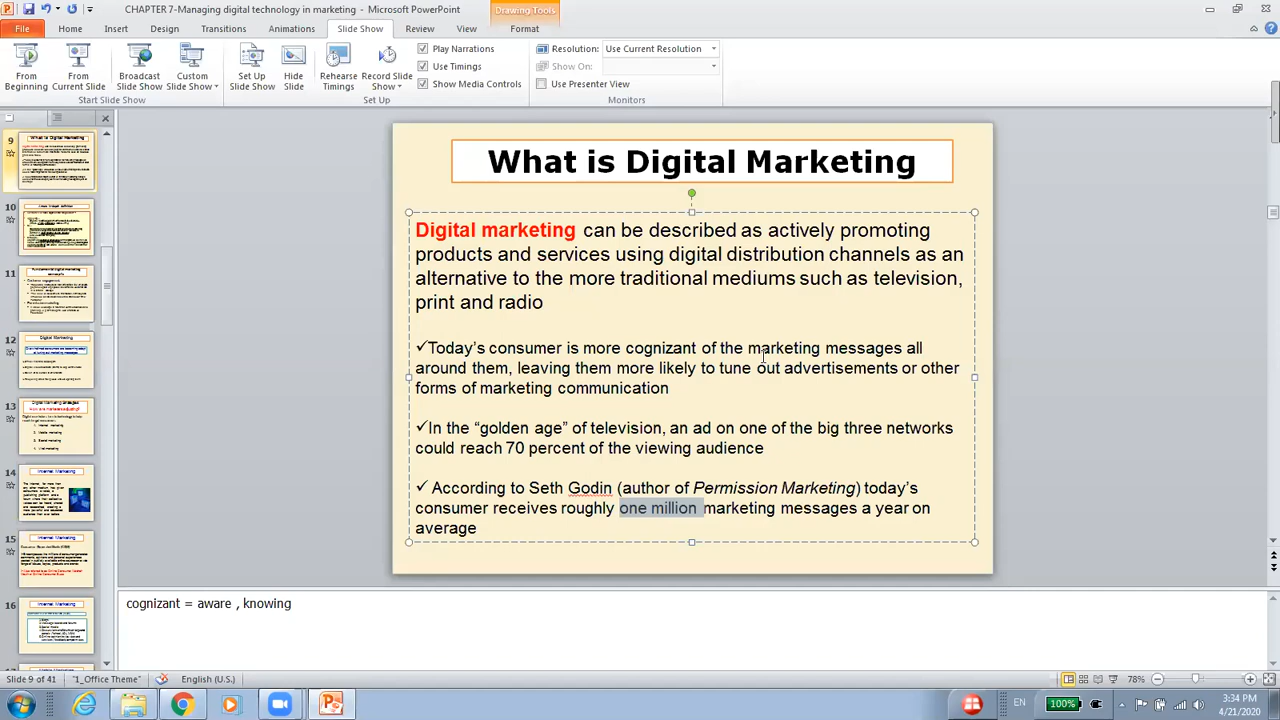 CHAPTER 7-Managing digital technology in marketing - Microsoft PowerPoint
Drawing Tools
File
Home
Insert
Design
Transitions
Animations
Slide Show
Review
View
Format
From Beginning
From Current Slide
Broadcast Slide Show
Custom Slide Show
Set Up Slide Show
Hide Slide
Rehearse Timings
Record Slide Show
Play Narrations
Use Timings
Show Media Controls
Resolution: Use Current Resolution
Show On:
Use Presenter View
Start Slide Show
Set Up
Monitors
9
10
11
12
13
14
15
16
What is Digital Marketing
Digital marketing can be described as actively promoting
products and services using digital distribution channels as an
alternative to the more traditional mediums such as television,
print and radio
✓Today's consumer is more cognizant of the marketing messages all
around them, leaving them more likely to tune out advertisements or other
forms of marketing communication
✓In the “golden age” of television, an ad on one of the big three networks
could reach 70 percent of the viewing audience
✓ According to Seth Godin (author of Permission Marketing) today's
consumer receives roughly one million marketing messages a year on
average
cognizant = aware , knowing
Slide 9 of 41
"1_Office Theme"
English (U.S.)
78%
EN
100%
3:34 PM
4/21/2020